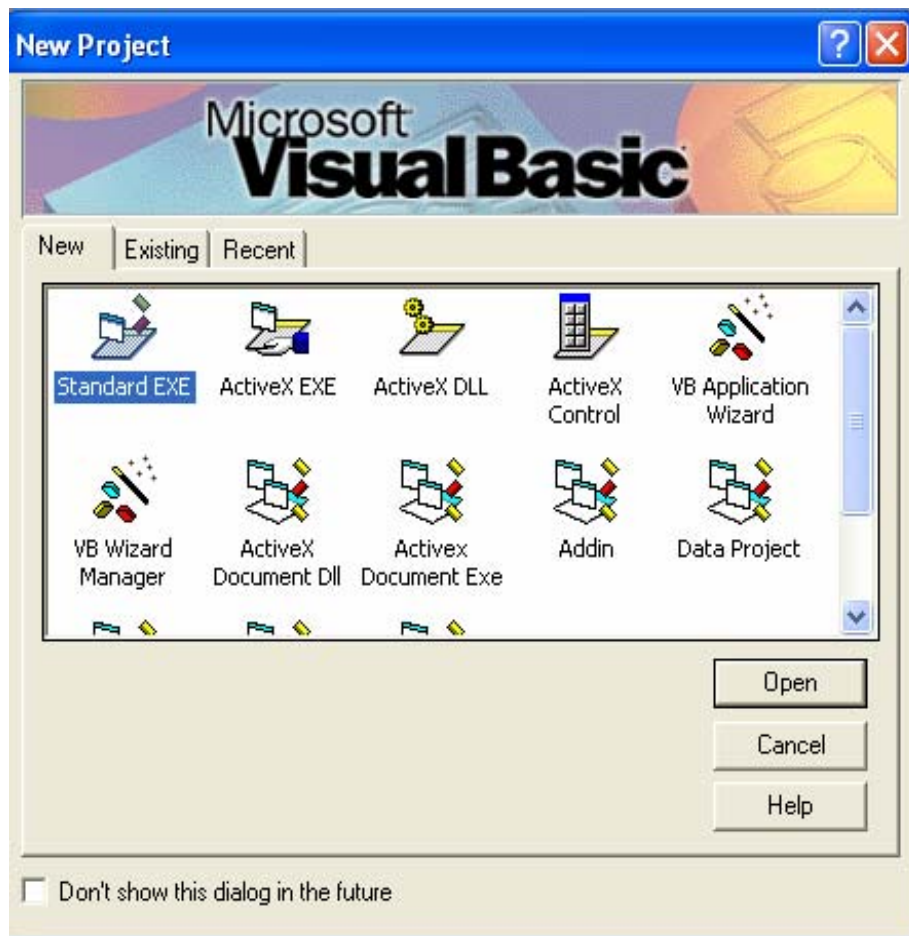 New Project
?
Microsoft
Visual Basic
New Existing Recent
Standard EXE ActiveX EXE ActiveX DLL ActiveX Control VB Application Wizard
VB Wizard Manager ActiveX Document Dll Activex Document Exe Addin Data Project
Open
Cancel
Help
Don't show this dialog in the future